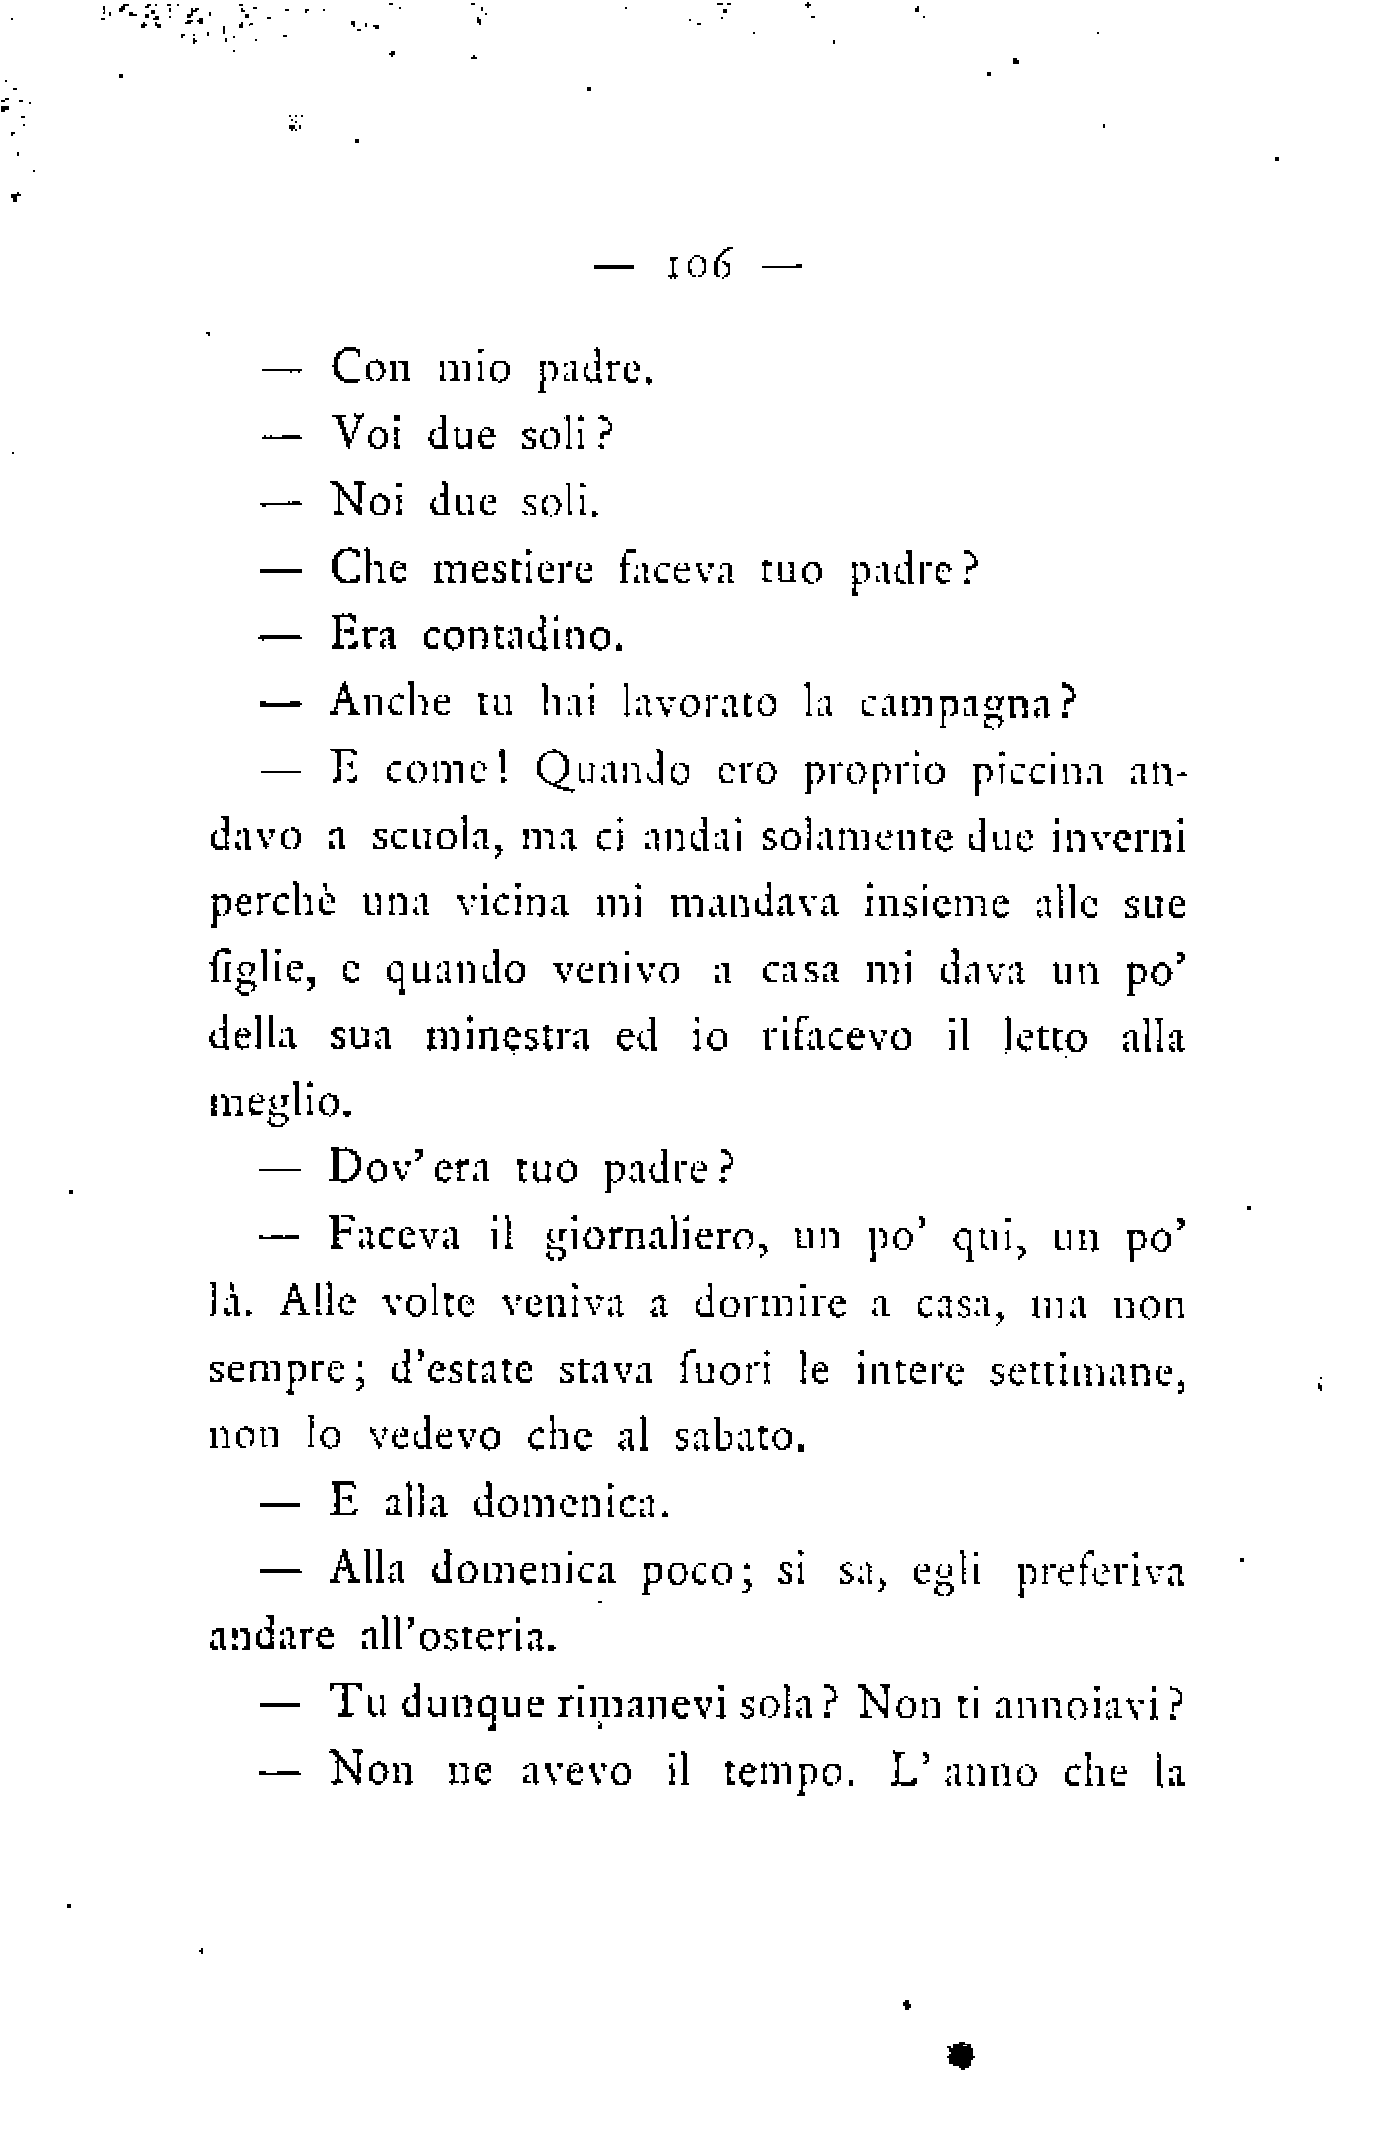 — 106 —
— Con mio padre.
— Voi due soli?
— Noi due soli.
— Che mestiere faceva tuo padre?
— Era contadino.
— Anche tu hai lavorato la campagna?
— E come! Quando ero proprio piccina an-
davo a scuola, ma ci andai solamente due inverni
perchè una vicina mi mandava insieme alle sue
figlie, e quando venivo a casa mi dava un po'
della sua minestra ed io rifacevo il letto alla
meglio.
— Dov'era tuo padre?
— Faceva il giornaliero, un po' qui, un po'
là. Alle volte veniva a dormire a casa, ma non
sempre; d'estate stava fuori le intere settimane,
non lo vedevo che al sabato.
— E alla domenica.
— Alla domenica poco; si sa, egli preferiva
andare all'osteria.
— Tu dunque rimanevi sola? Non ti annoiavi?
— Non ne avevo il tempo. L'anno che la